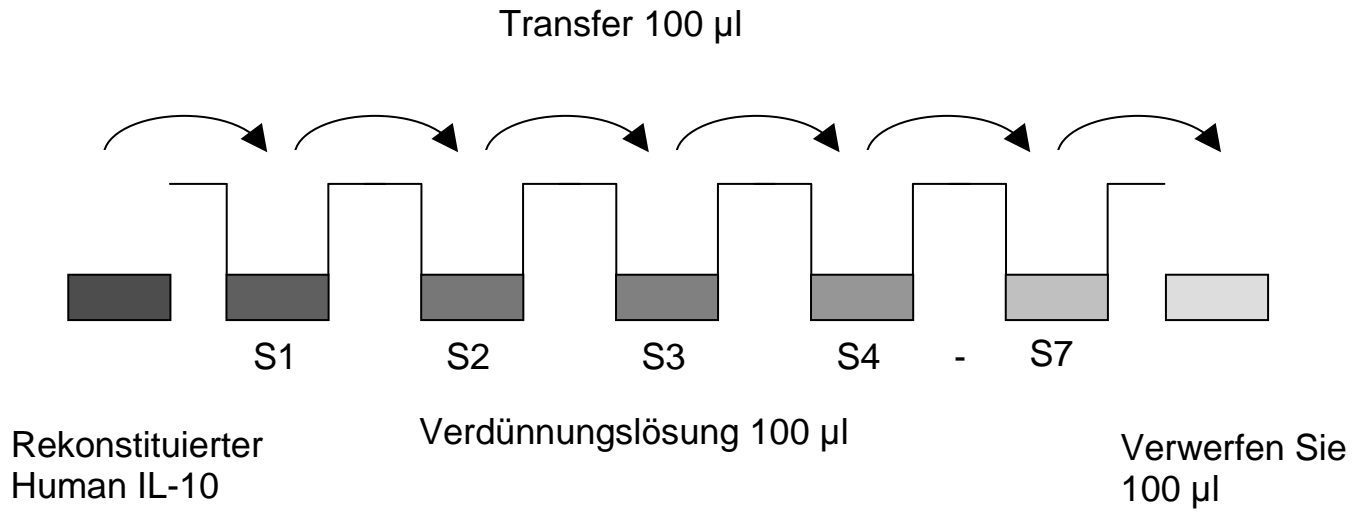 Transfer 100 µl
S1 S2 S3 S4 - S7
Rekonstituierter
Human IL-10
Verdünnungslösung 100 µl
Verwerfen Sie
100 µl